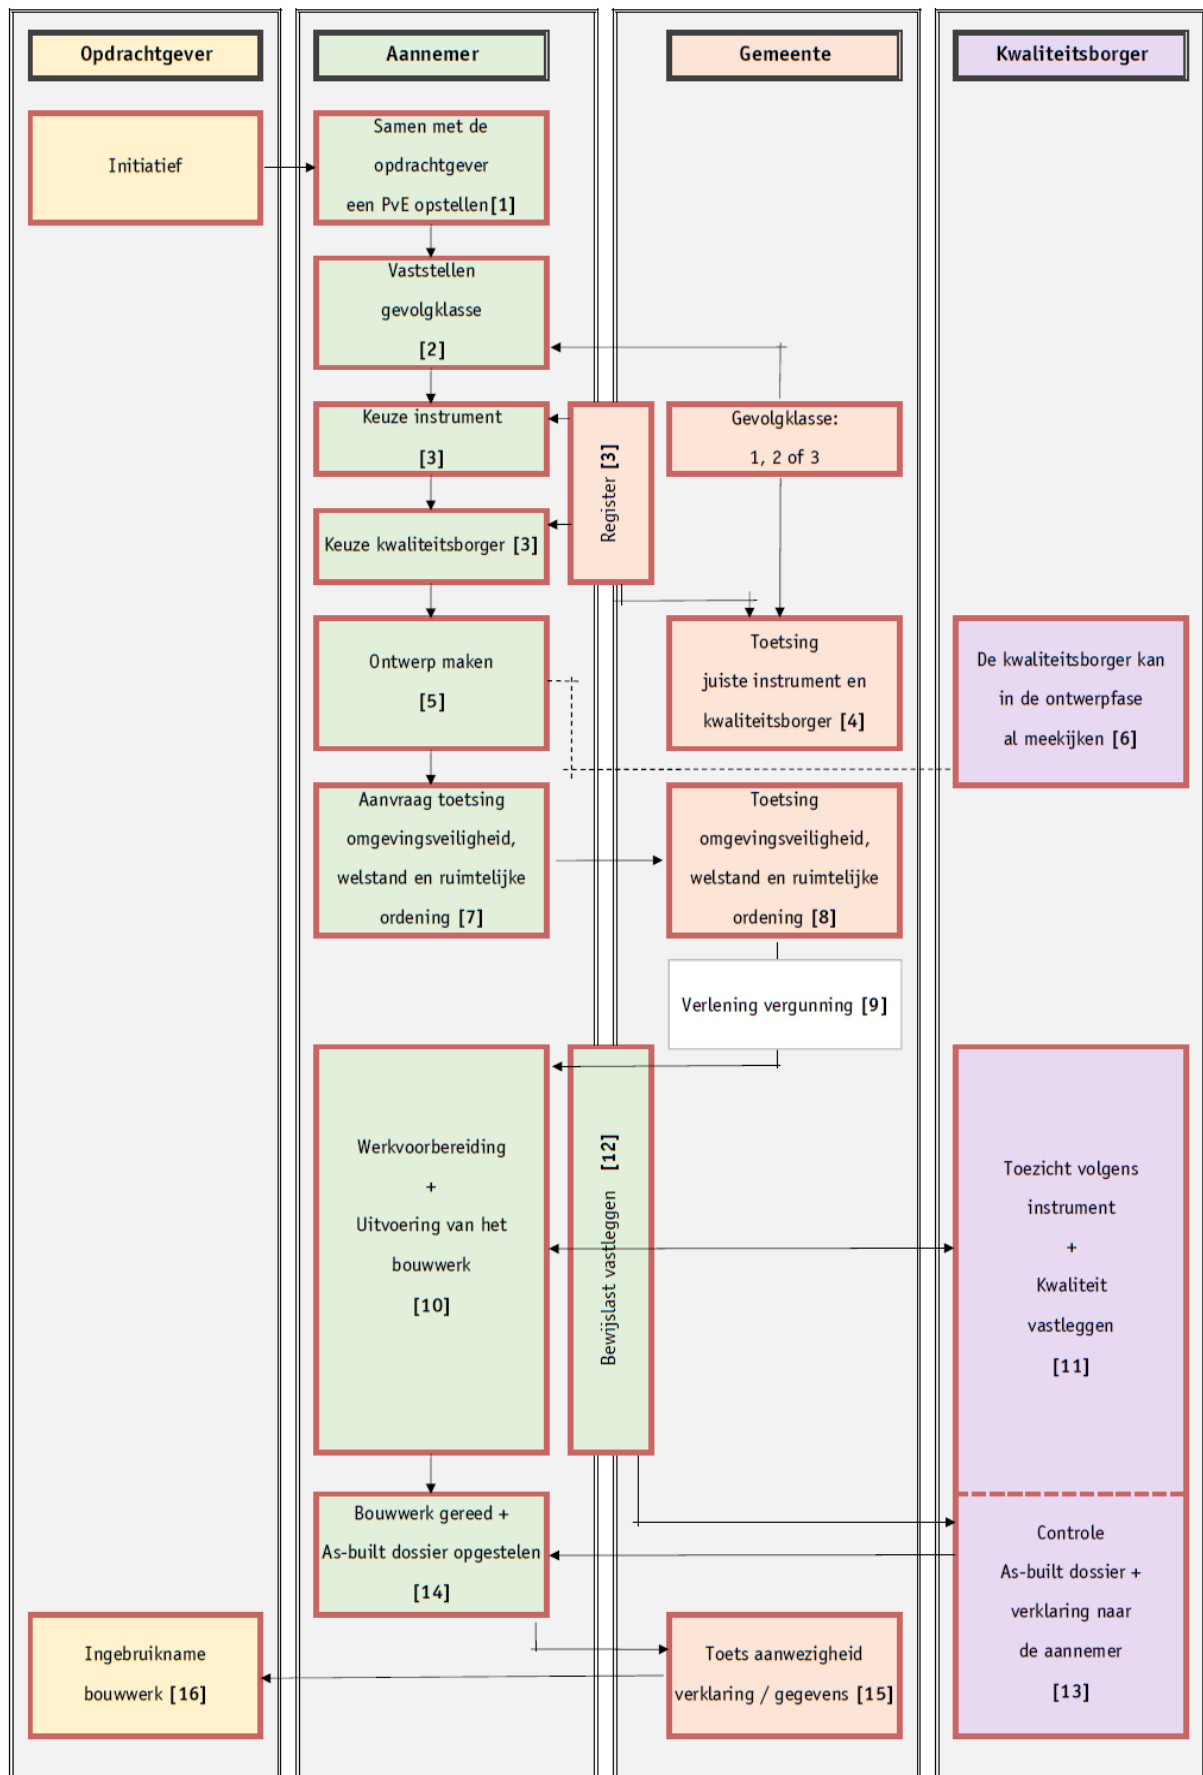 Opdrachtgever
Aannemer
Gemeente
Kwaliteitsborger
Initiatief
Samen met de
opdrachtgever
een PvE opstellen[1]
Vaststellen
gevolgklasse
[2]
Keuze instrument
[3]
Register [3]
Gevolgklasse:
1, 2 of 3
Keuze kwaliteitsborger [3]
Ontwerp maken
[5]
Toetsing
juiste instrument en
kwaliteitsborger [4]
De kwaliteitsborger kan
in de ontwerpfase
al meekijken [6]
Aanvraag toetsing
omgevingsveiligheid,
welstand en ruimtelijke
ordening [7]
Toetsing
omgevingsveiligheid,
welstand en ruimtelijke
ordening [8]
Verlening vergunning [9]
Werkvoorbereiding
+
Uitvoering van het
bouwwerk
[10]
Bewijslast vastleggen [12]
Toezicht volgens
instrument
+
Kwaliteit
vastleggen
[11]
Bouwwerk gereed +
As-built dossier opgestelen
[14]
Controle
As-built dossier +
verklaring naar
de aannemer
[13]
Ingebruikname
bouwwerk [16]
Toets aanwezigheid
verklaring / gegevens [15]